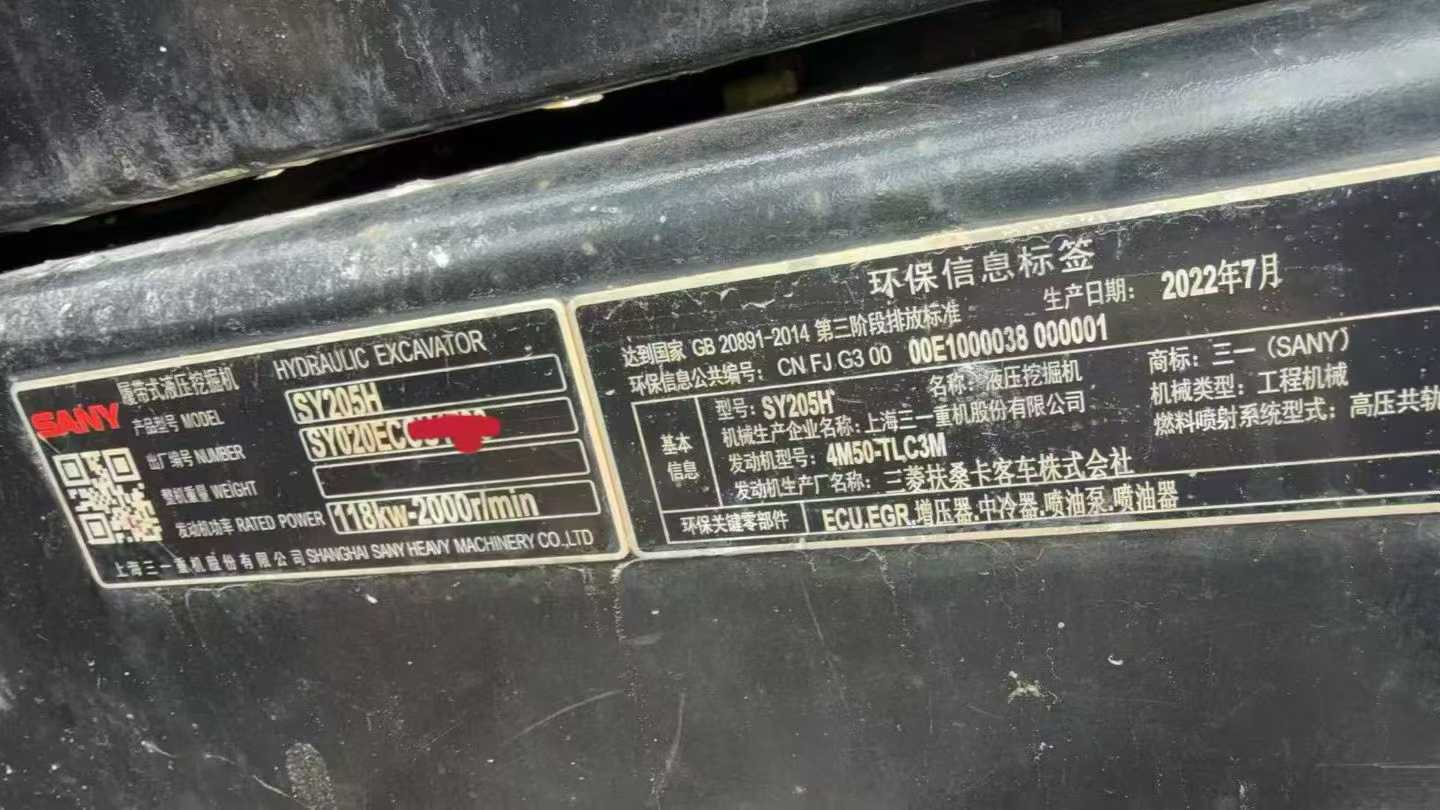 履带式液压挖掘机 HYDRAULIC EXCAVATOR
SANY
产品型号 MODEL SY205H
出厂编号 NUMBER SY020EC
整机重量 WEIGHT
发动机功率 RATED POWER 118kw-2000r/min
上海三一重机股份有限公司 SHANGHAI SANY HEAVY MACHINERY CO.,LTD
环保信息标签
达到国家 GB 20891-2014 第三阶段排放标准 生产日期: 2022年7月
环保信息公共编号: CN FJ G3 00 00E1000038 000001
基本信息
型号: SY205H 名称: 液压挖掘机 商标: 三一 (SANY)
机械生产企业名称: 上海三一重机股份有限公司 机械类型: 工程机械
发动机型号: 4M50-TLC3M 燃料喷射系统型式: 高压共轨
发动机生产厂名称: 三菱扶桑卡客车株式会社
环保关键零部件 ECU.EGR.增压器.中冷器.喷油泵.喷油器